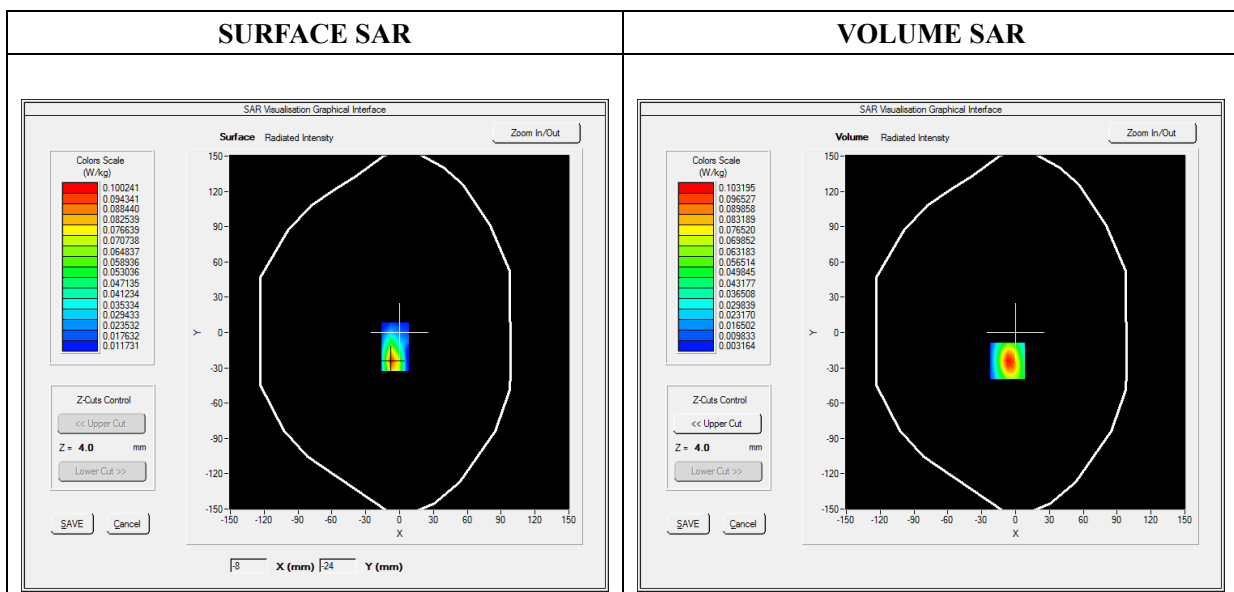 SURFACE SAR
VOLUME SAR
SAR Visualisation Graphical Interface
Surface Radiated Intensity
Zoom In/Out
Colors Scale
(W/kg)
0.100241
0.094341
0.088440
0.082539
0.076639
0.070738
0.064837
0.058936
0.053036
0.047135
0.041234
0.035334
0.029433
0.023532
0.017632
0.011731
Z-Cuts Control
<< Upper Cut
Z = 4.0 mm
Lower Cut >>
SAVE Cancel
150
120
90
60
30
0
-30
-60
-90
-120
-150
Y
-150 -120 -90 -60 -30 0 30 60 90 120 150
X
-8 X (mm) -24 Y (mm)
SAR Visualisation Graphical Interface
Volume Radiated Intensity
Zoom In/Out
Colors Scale
(W/kg)
0.103195
0.096527
0.089858
0.083189
0.076520
0.069852
0.063183
0.056514
0.049845
0.043177
0.036508
0.029839
0.023170
0.016502
0.009833
0.003164
Z-Cuts Control
<< Upper Cut
Z = 4.0 mm
Lower Cut >>
SAVE Cancel
150
120
90
60
30
0
-30
-60
-90
-120
-150
Y
-150 -120 -90 -60 -30 0 30 60 90 120 150
X